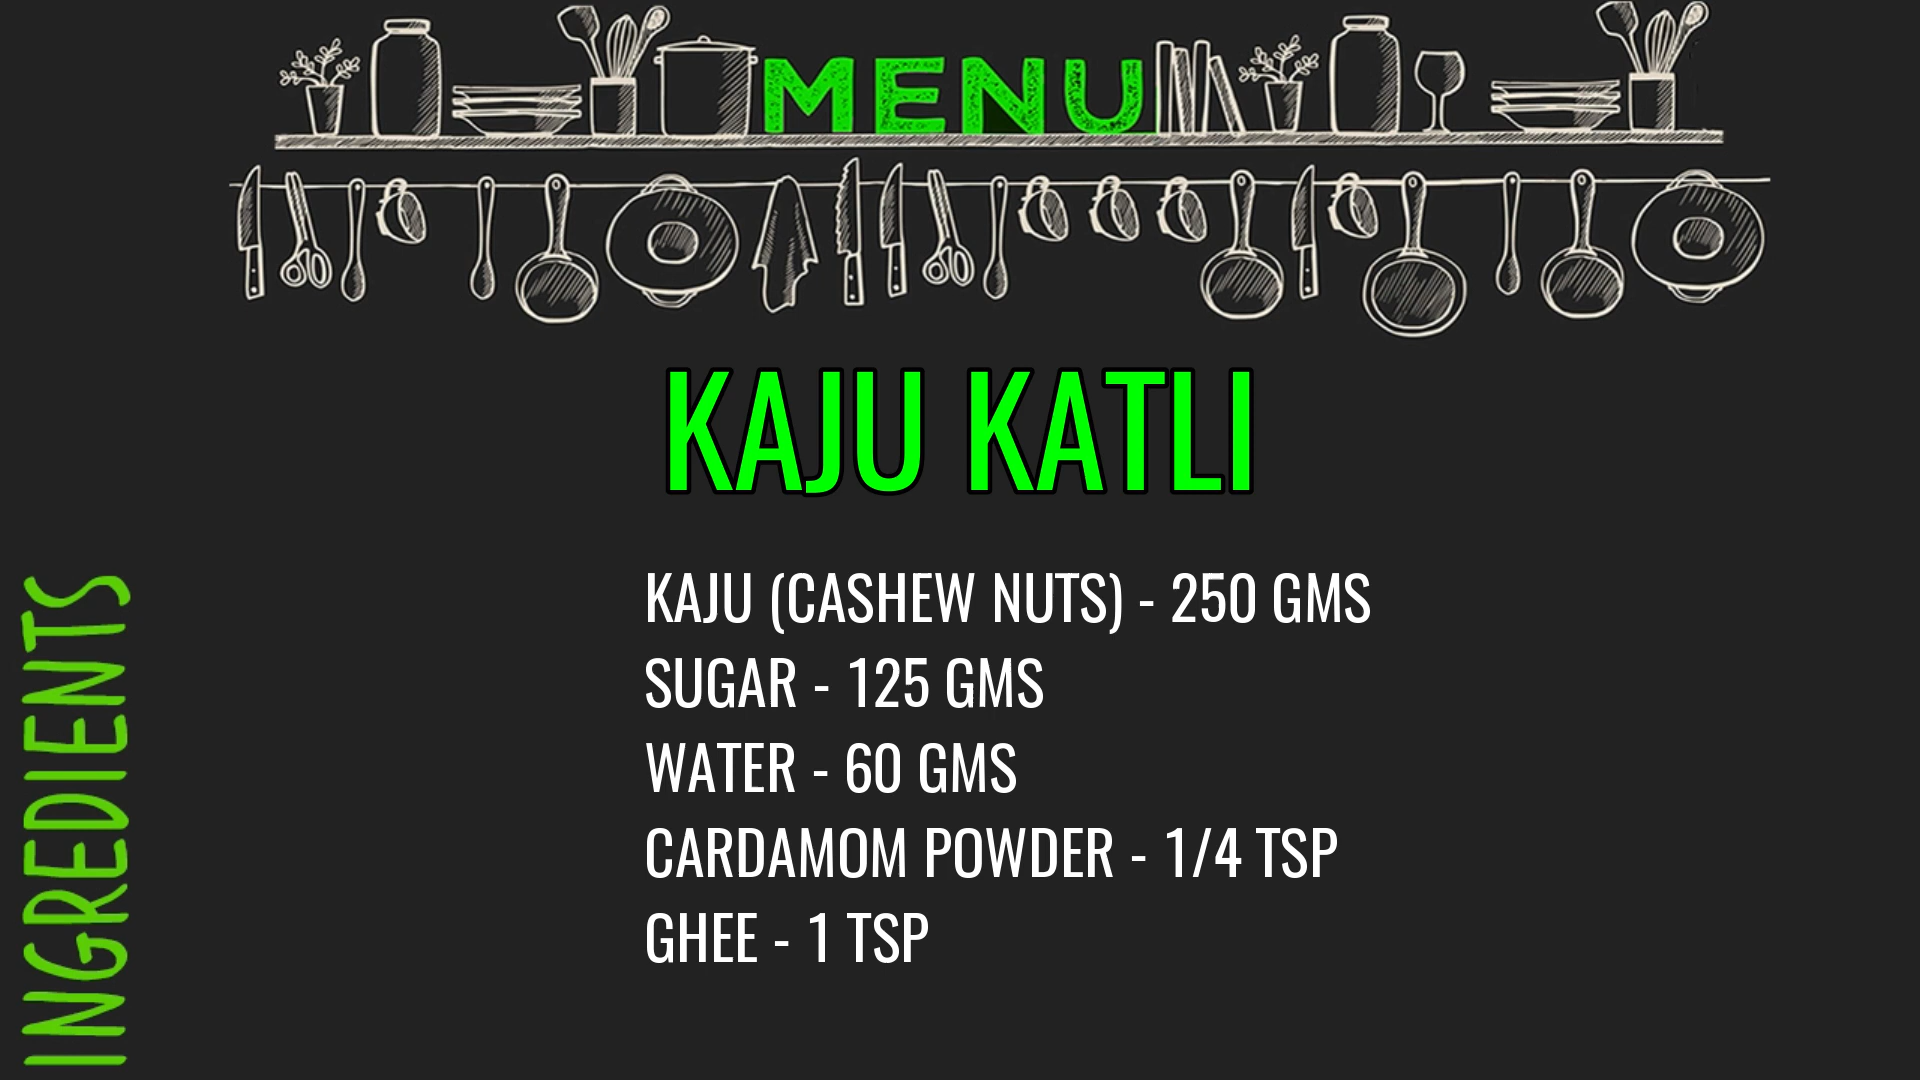 MENU
KAJU KATLI
INGREDIENTS
KAJU (CASHEW NUTS) - 250 GMS
SUGAR - 125 GMS
WATER - 60 GMS
CARDAMOM POWDER - 1/4 TSP
GHEE - 1 TSP